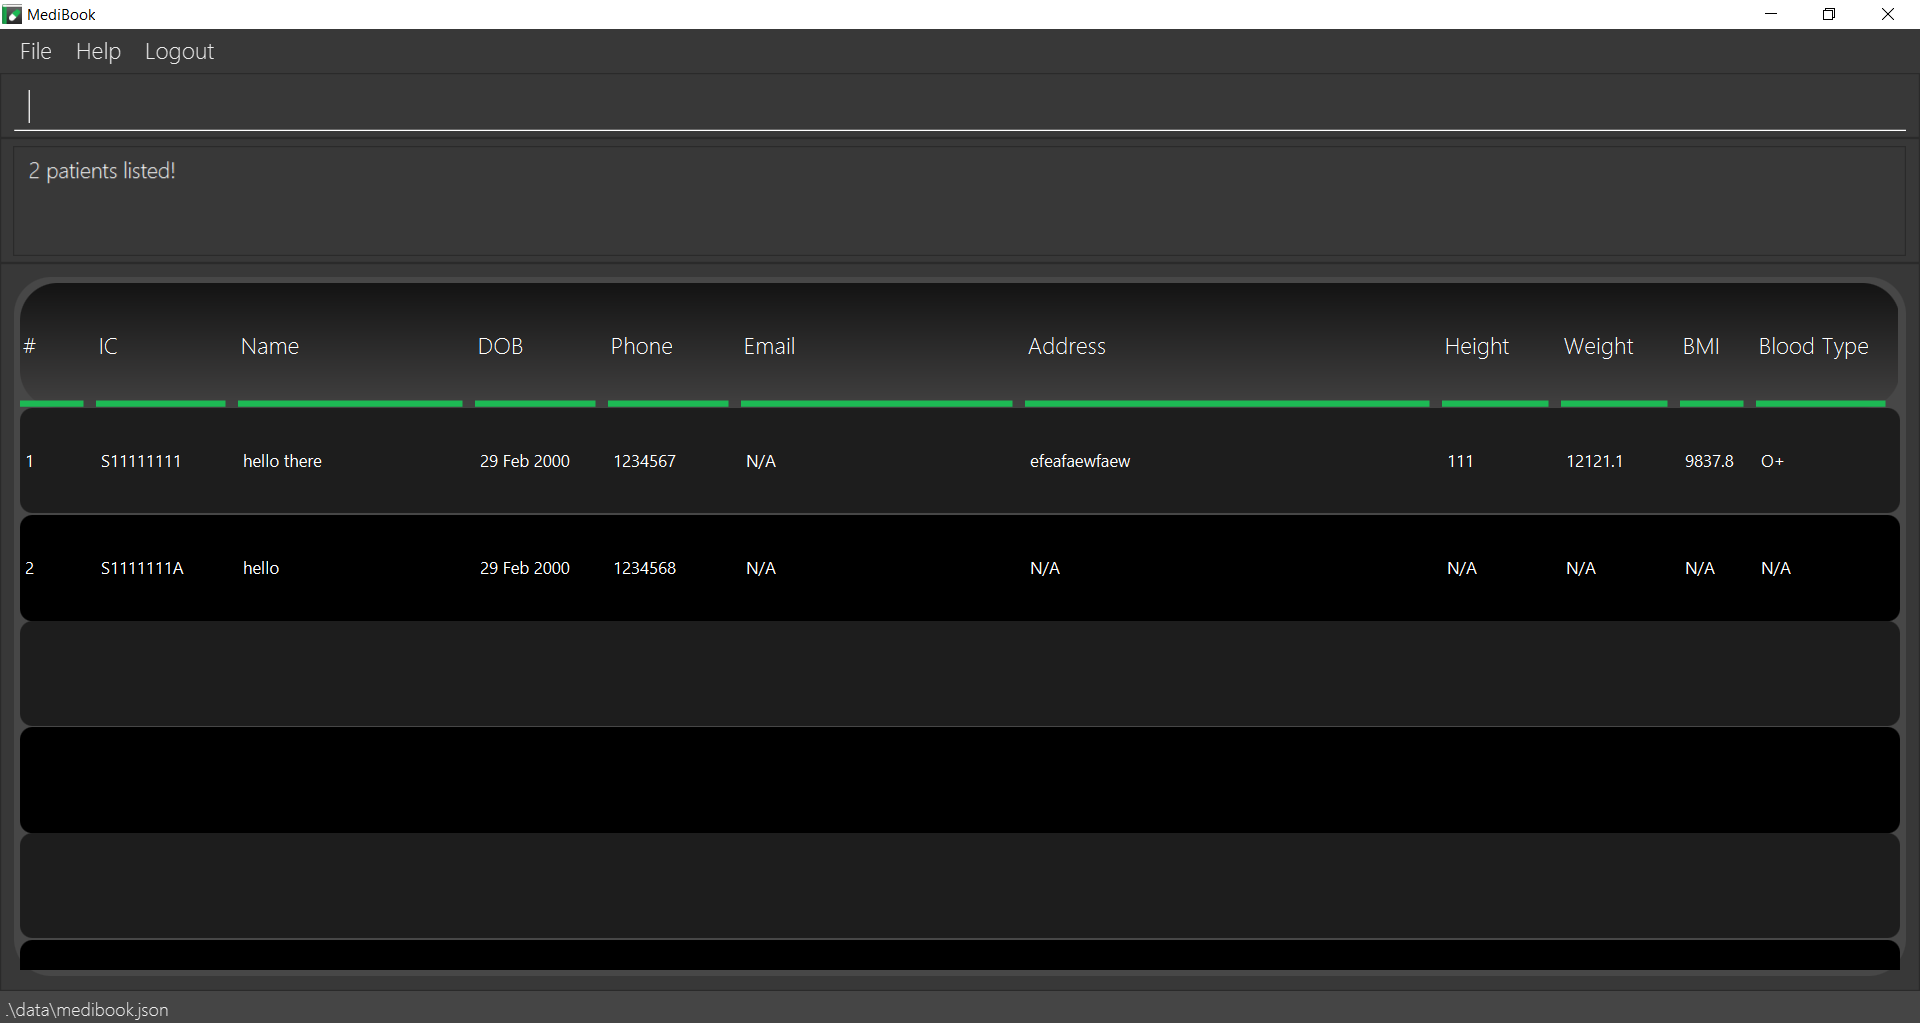 MediBook
File Help Logout
2 patients listed!
# IC Name DOB Phone Email Address Height Weight BMI Blood Type
1 S11111111 hello there 29 Feb 2000 1234567 N/A efeafaewfaew 111 12121.1 9837.8 O+
2 S1111111A hello 29 Feb 2000 1234568 N/A N/A N/A N/A N/A N/A
.\data\medibook.json